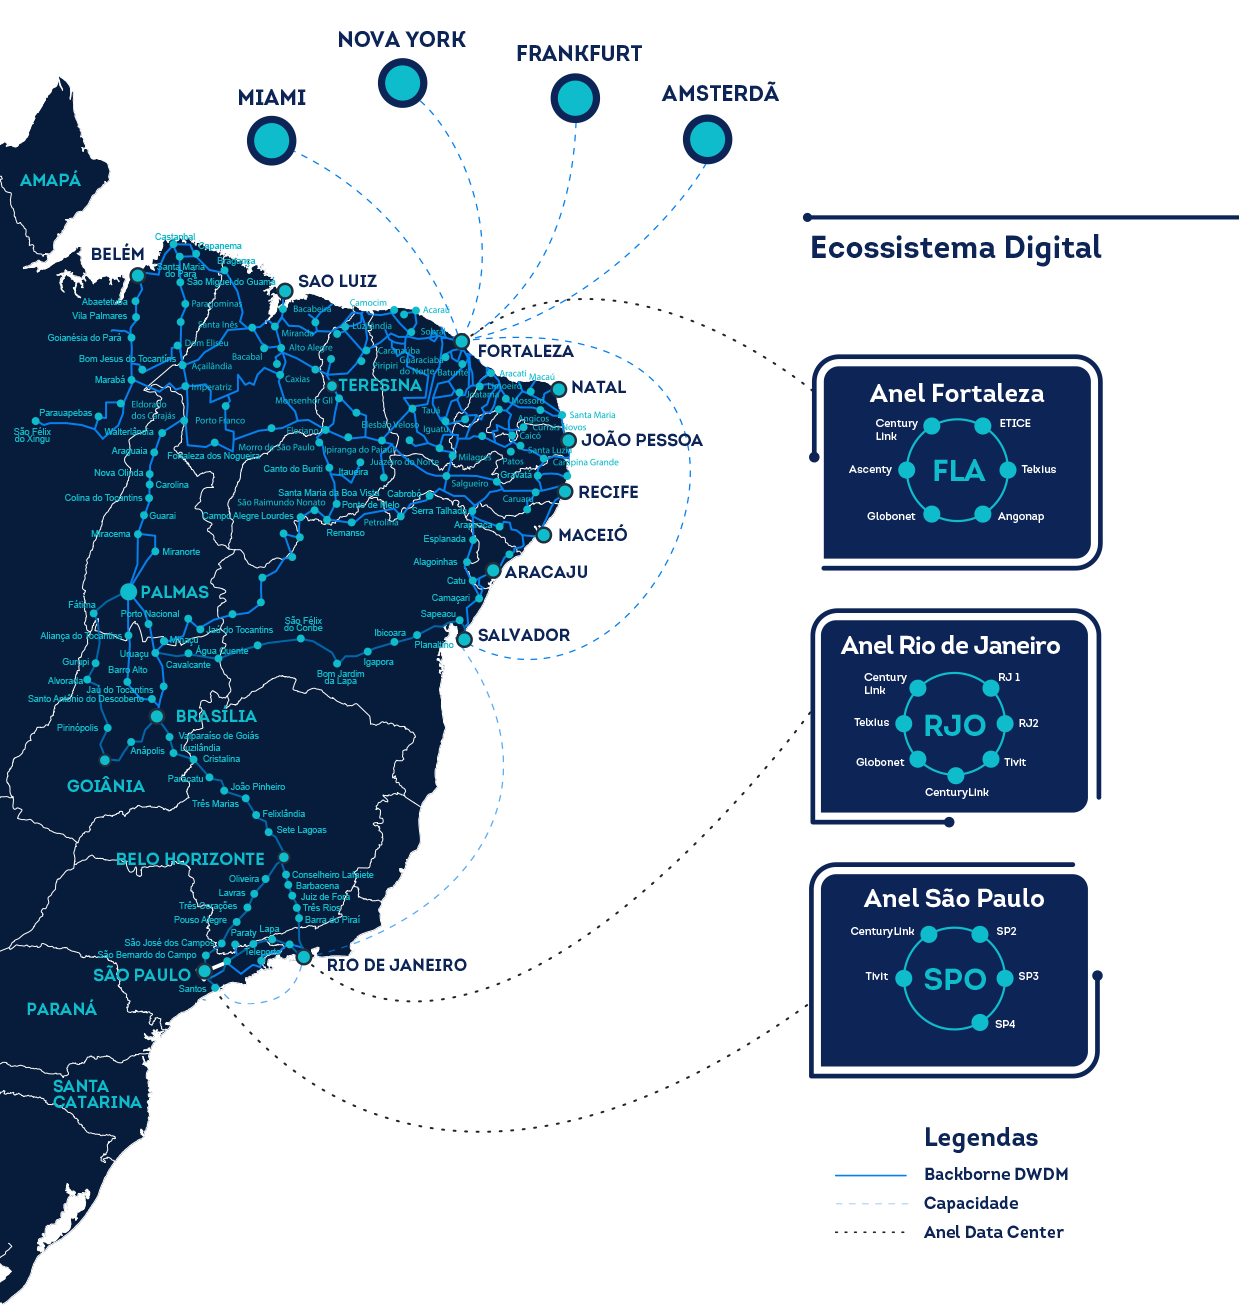 NOVA YORK
FRANKFURT
MIAMI
AMSTERDÃ
AMAPÁ
Ecossistema Digital
Castanhal
Capanema
BELÉM
Bragança
Santa Maria
do Pará
São Miguel do Guamá
SAO LUIZ
Abaetetuba
Paragominas
Bacabeira
Camocim
Acaraú
Vila Palmares
Santa Inês
Miranda
Luzilândia
Sobral
Goianésia do Pará
Dom Eliseu
Bacabal
Alto Alegre
Caranaúba
FORTALEZA
Bom Jesus do Tocantins
Açailândia
Piripiri
Guaraciaba
do Norte
Baturité
Aracati
Macaú
Marabá
Imperatriz
Caxias
TERESINA
Limoeiro
NATAL
Monsenhor Gil
Mossoró
Parauapebas
Eldorado
dos Carajás
Porto Franco
Tauá
Santa Maria
São Félix
do Xingu
Walterlândia
Floriano
Elesbão Veloso
Iguatu
Angicos
Currais Novos
Caicó
JOÃO PESSOA
Araguaia
Fortaleza dos Nogueira
Morro de São Paulo
Ipiranga do Piauí
Santa Luzia
Nova Olinda
Canto do Buriti
Itaueira
Juazeiro do Norte
Milagres
Patos
Campina Grande
Carolina
Salgueiro
Gravatá
Colina do Tocantins
Santa Maria da Boa Vista
Cabrobó
RECIFE
São Raimundo Nonato
Ponto de Melo
Caruaru
Guarai
Campo Alegre Lourdes
Petrolina
Serra Talhada
Miracema
Remanso
Arapiraca
MACEIÓ
Esplanada
Miranorte
Alagoinhas
ARACAJU
PALMAS
Catu
Fátima
Camaçari
Porto Nacional
Sapeacu
Jaú do Tocantins
São Félix
do Coribe
Ibicoara
SALVADOR
Aliança do Tocantins
Minaçu
Planaltino
Uruaçu
Água Quente
Igapora
Gurupi
Cavalcante
Barro Alto
Bom Jardim
da Lapa
Alvorada
Jaú do Tocantins
Santo Antônio do Descoberto
BRASÍLIA
Pirinópolis
Valparaíso de Goiás
Anápolis
Luzilândia
Cristalina
GOIÂNIA
Paracatu
João Pinheiro
Três Marias
Felixlândia
Sete Lagoas
BELO HORIZONTE
Oliveira
Conselheiro Lafaiete
Barbacena
Lavras
Juiz de Fora
Três Corações
Três Rios
Pouso Alegre
Barra do Piraí
Paraty
Lapa
São José dos Campos
Teleporto
São Bernardo do Campo
SÃO PAULO
RIO DE JANEIRO
Santos
PARANÁ
SANTA
CATARINA
Anel Fortaleza
Century
Link
ETICE
Ascenty
FLA
Telxius
Globonet
Angonap
Anel Rio de Janeiro
Century
Link
RJ 1
Telxius
RJO
RJ2
Globonet
Tivit
CenturyLink
Anel São Paulo
CenturyLink
SP2
Tivit
SPO
SP3
SP4
Legendas
Backborne DWDM
Capacidade
Anel Data Center